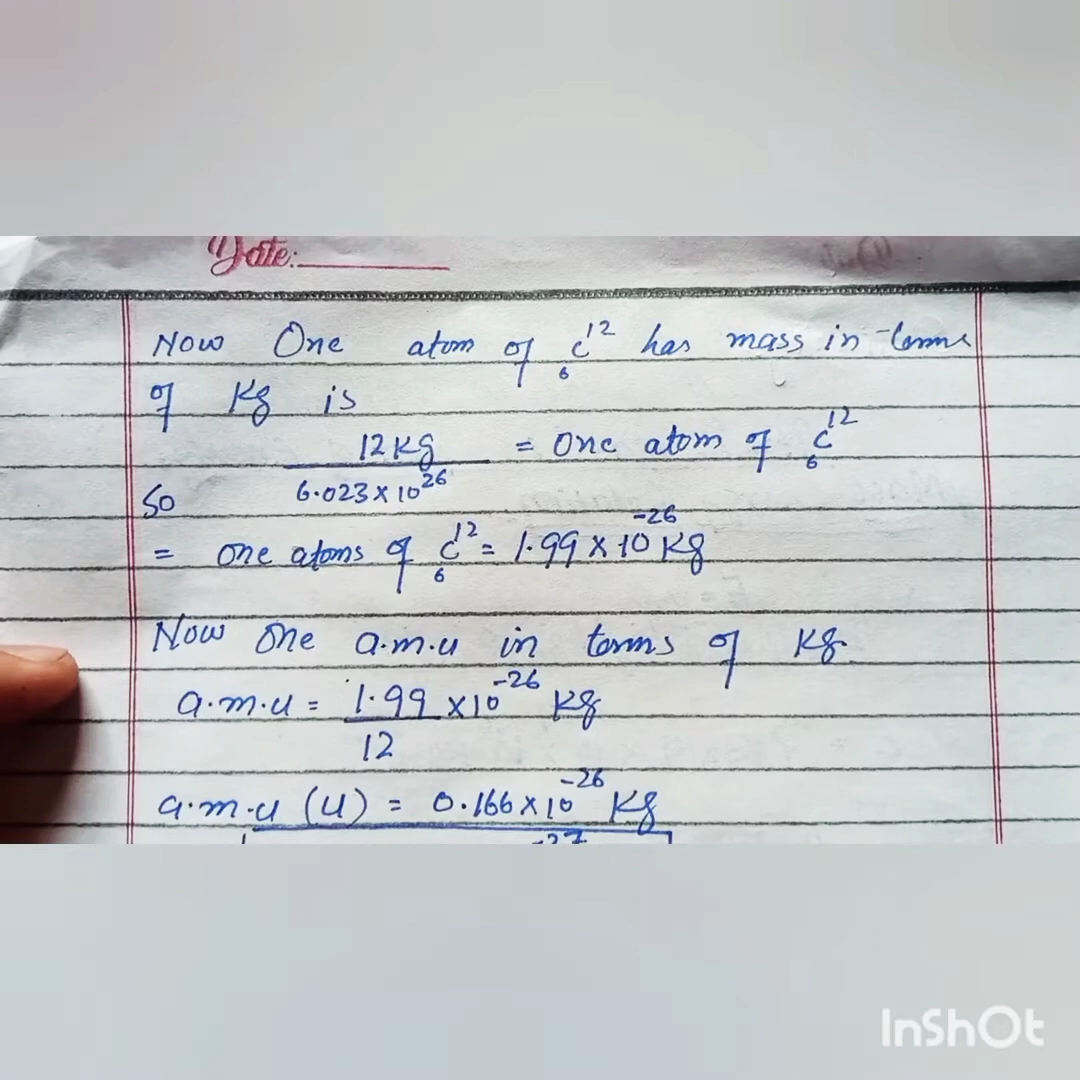 Date:
Now One atom of ₆C¹² has mass in terms
of Kg is
12Kg / 6.023 × 10²⁶ = One atom of ₆C¹²
So
= one atoms of ₆C¹² = 1.99 × 10⁻²⁶ Kg
Now one a.m.u in terms of Kg
a.m.u = 1.99/12 × 10⁻²⁶ Kg
a.m.u (u) = 0.166 × 10⁻²⁶ Kg
-27
InShOt